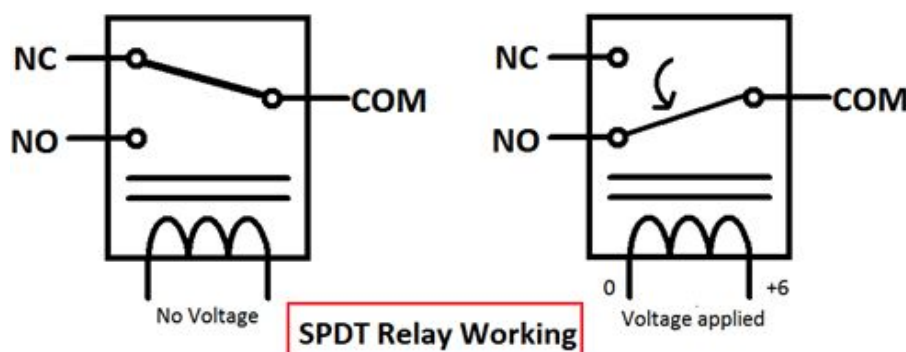 NC
NO
COM
No Voltage
NC
NO
COM
0
+6
Voltage applied
SPDT Relay Working